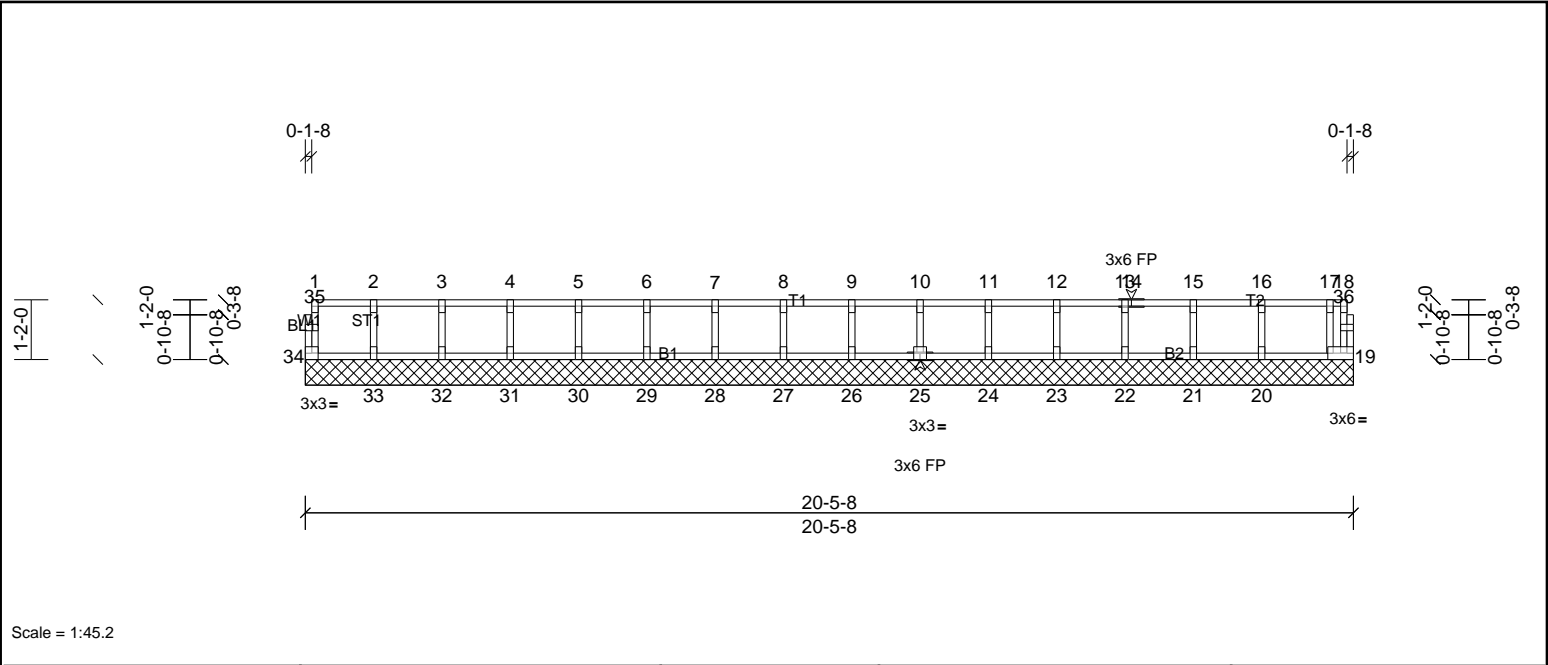 0-1-8 0-1-8
3x6 FP
1 2 3 4 5 6 7 8 9 10 11 12 13 14 15 16 17 18
35 T1 T2 36
1-2-0 1-2-0 0-10-8 0-10-8 0-3-8
W1 ST1
1-2-0 0-10-8 0-10-8 0-3-8
34 B1 B2 19
33 32 31 30 29 28 27 26 25 24 23 22 21 20
3x3= 3x3= 3x6=
3x6 FP
20-5-8
20-5-8
Scale = 1:45.2